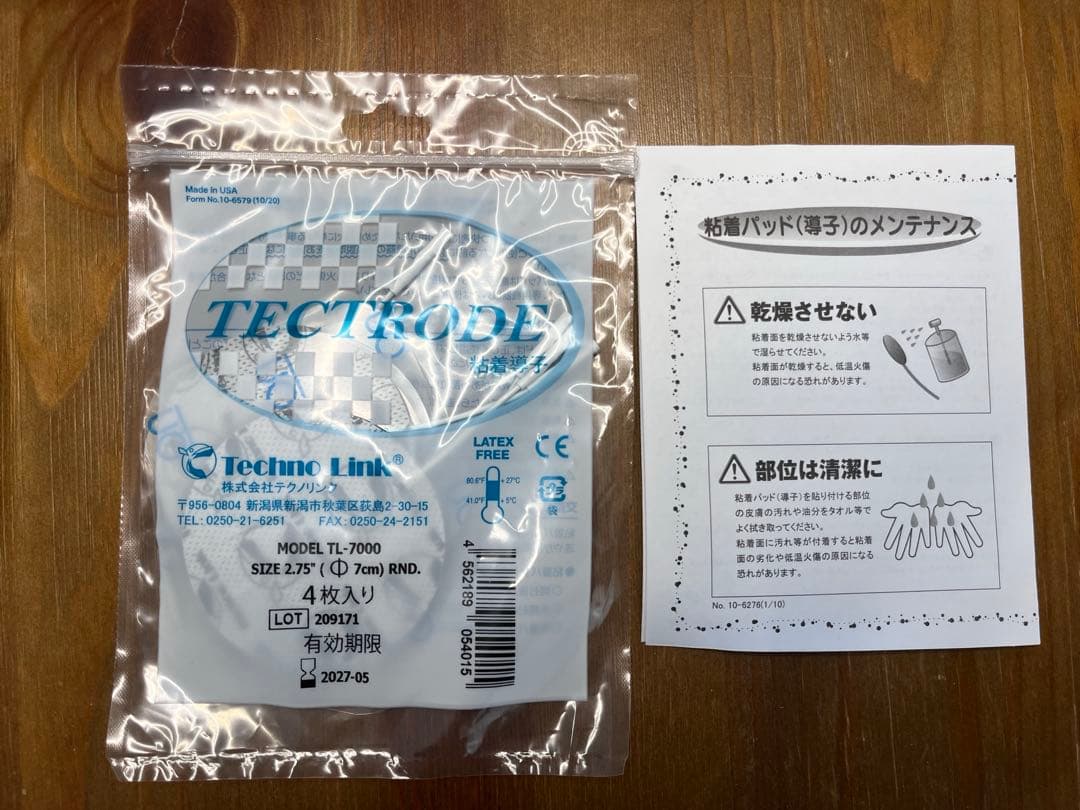 Made in USA
Form No.10-6579 (10/20)
TECTRODE
粘着導子
LATEX
FREE
CE
Techno Link®
株式会社テクノリンク
〒956-0804 新潟県新潟市秋葉区荻島2-30-15
TEL:0250-21-6251 FAX:0250-24-2151
80.6°F +27°C
41.0°F +5°C
袋
MODEL TL-7000
SIZE 2.75" ( Φ 7cm) RND.
4枚入り
LOT 209171
有効期限
2027-05
4 562189 054015
粘着パッド(導子)のメンテナンス
乾燥させない
粘着面を乾燥させないよう水等
で湿らせてください。
粘着面が乾燥すると、低温火傷
の原因になる恐れがあります。
部位は清潔に
粘着パッド(導子)を貼り付ける部位
の皮膚の汚れや油分をタオル等で
よく拭き取ってください。
粘着面に汚れ等が付着すると粘着
面の劣化や低温火傷の原因になる
恐れがあります。
No. 10-6276(1/10)